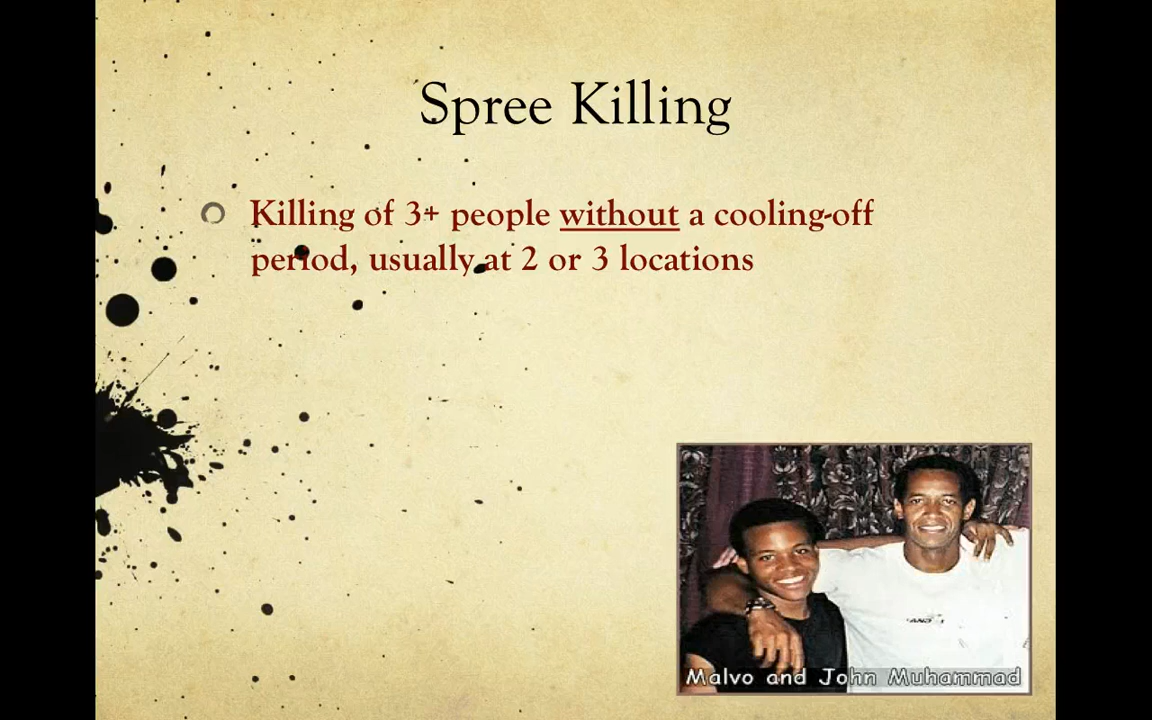 Spree Killing
Killing of 3+ people without a cooling-off
period, usually at 2 or 3 locations
Malvo and John Muhammad